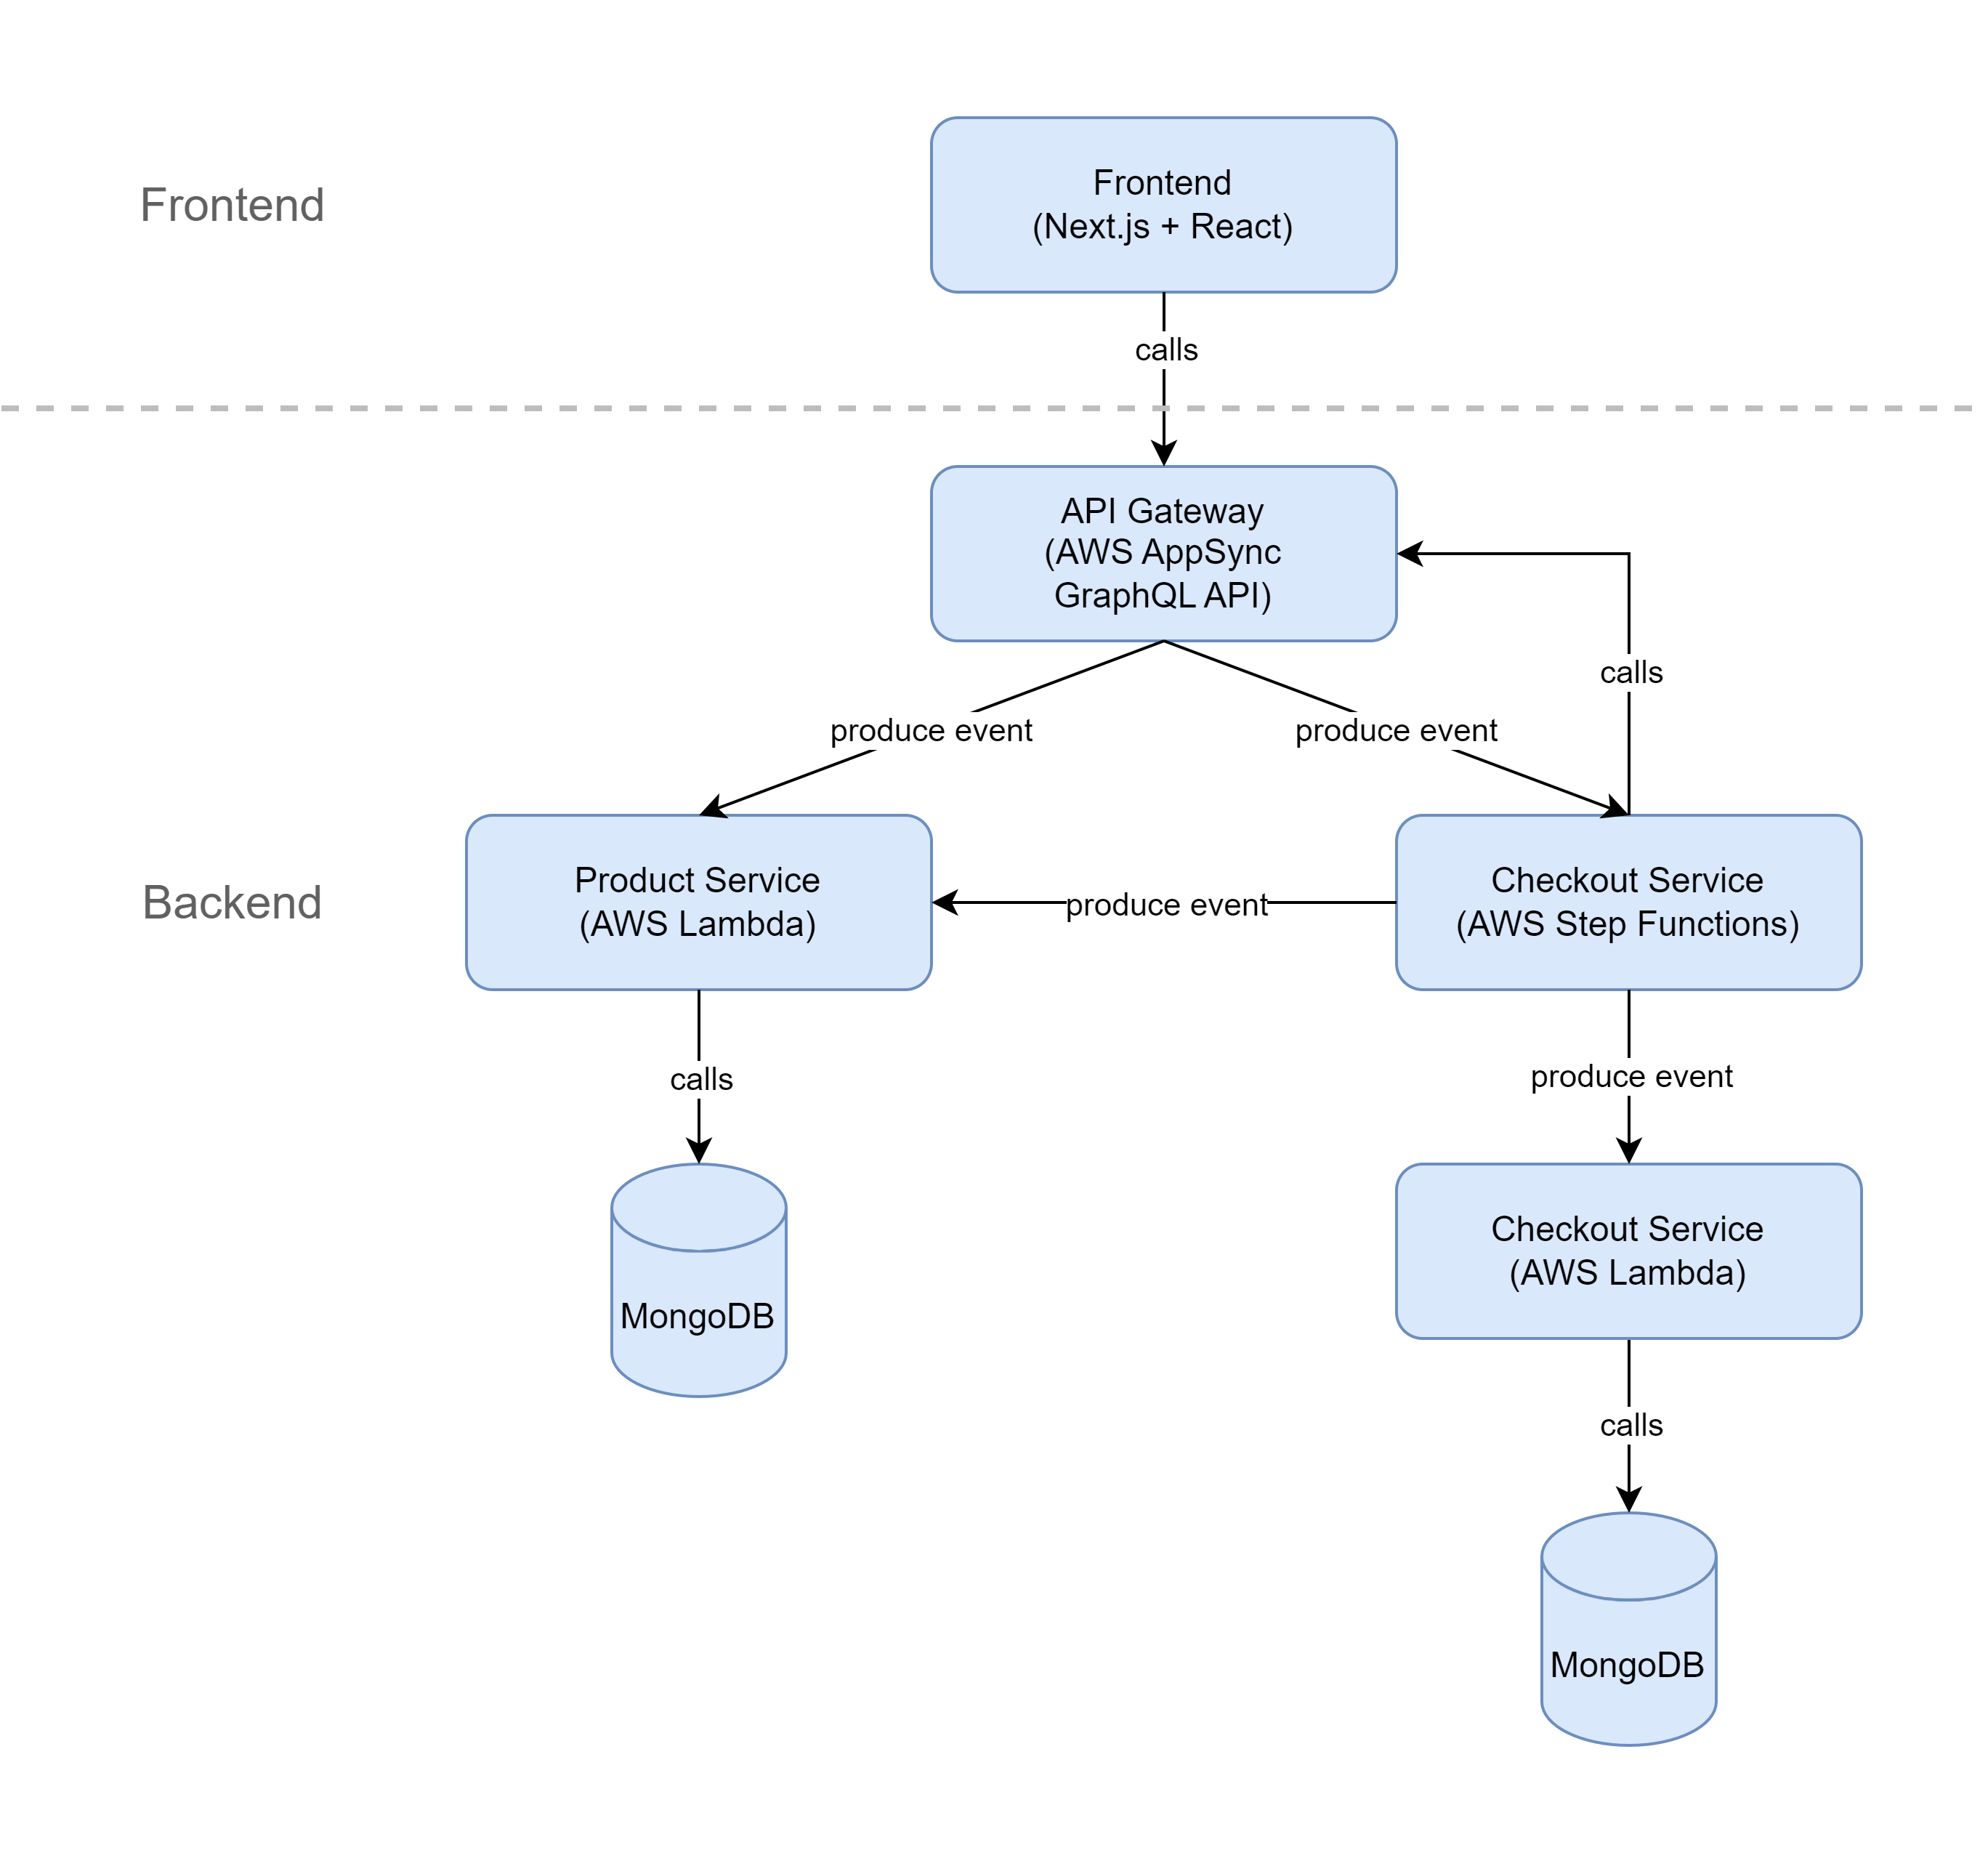 Frontend
Frontend
(Next.js + React)
calls
API Gateway
(AWS AppSync
GraphQL API)
calls
produce event
produce event
Backend
Product Service
(AWS Lambda)
produce event
Checkout Service
(AWS Step Functions)
calls
produce event
MongoDB
Checkout Service
(AWS Lambda)
calls
MongoDB